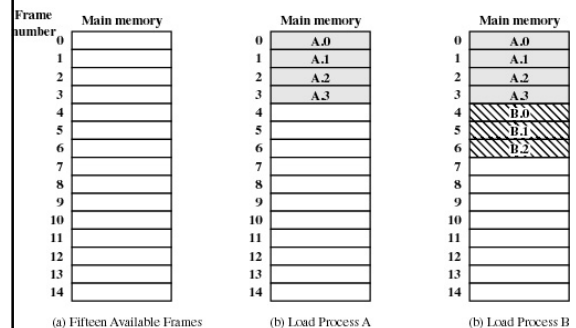 Frame number
Main memory
Main memory
Main memory
0
1
2
3
4
5
6
7
8
9
10
11
12
13
14
(a) Fifteen Available Frames
0 A.0
1 A.1
2 A.2
3 A.3
4
5
6
7
8
9
10
11
12
13
14
(b) Load Process A
0 A.0
1 A.1
2 A.2
3 A.3
4 B.0
5 B.1
6 B.2
7
8
9
10
11
12
13
14
(b) Load Process B